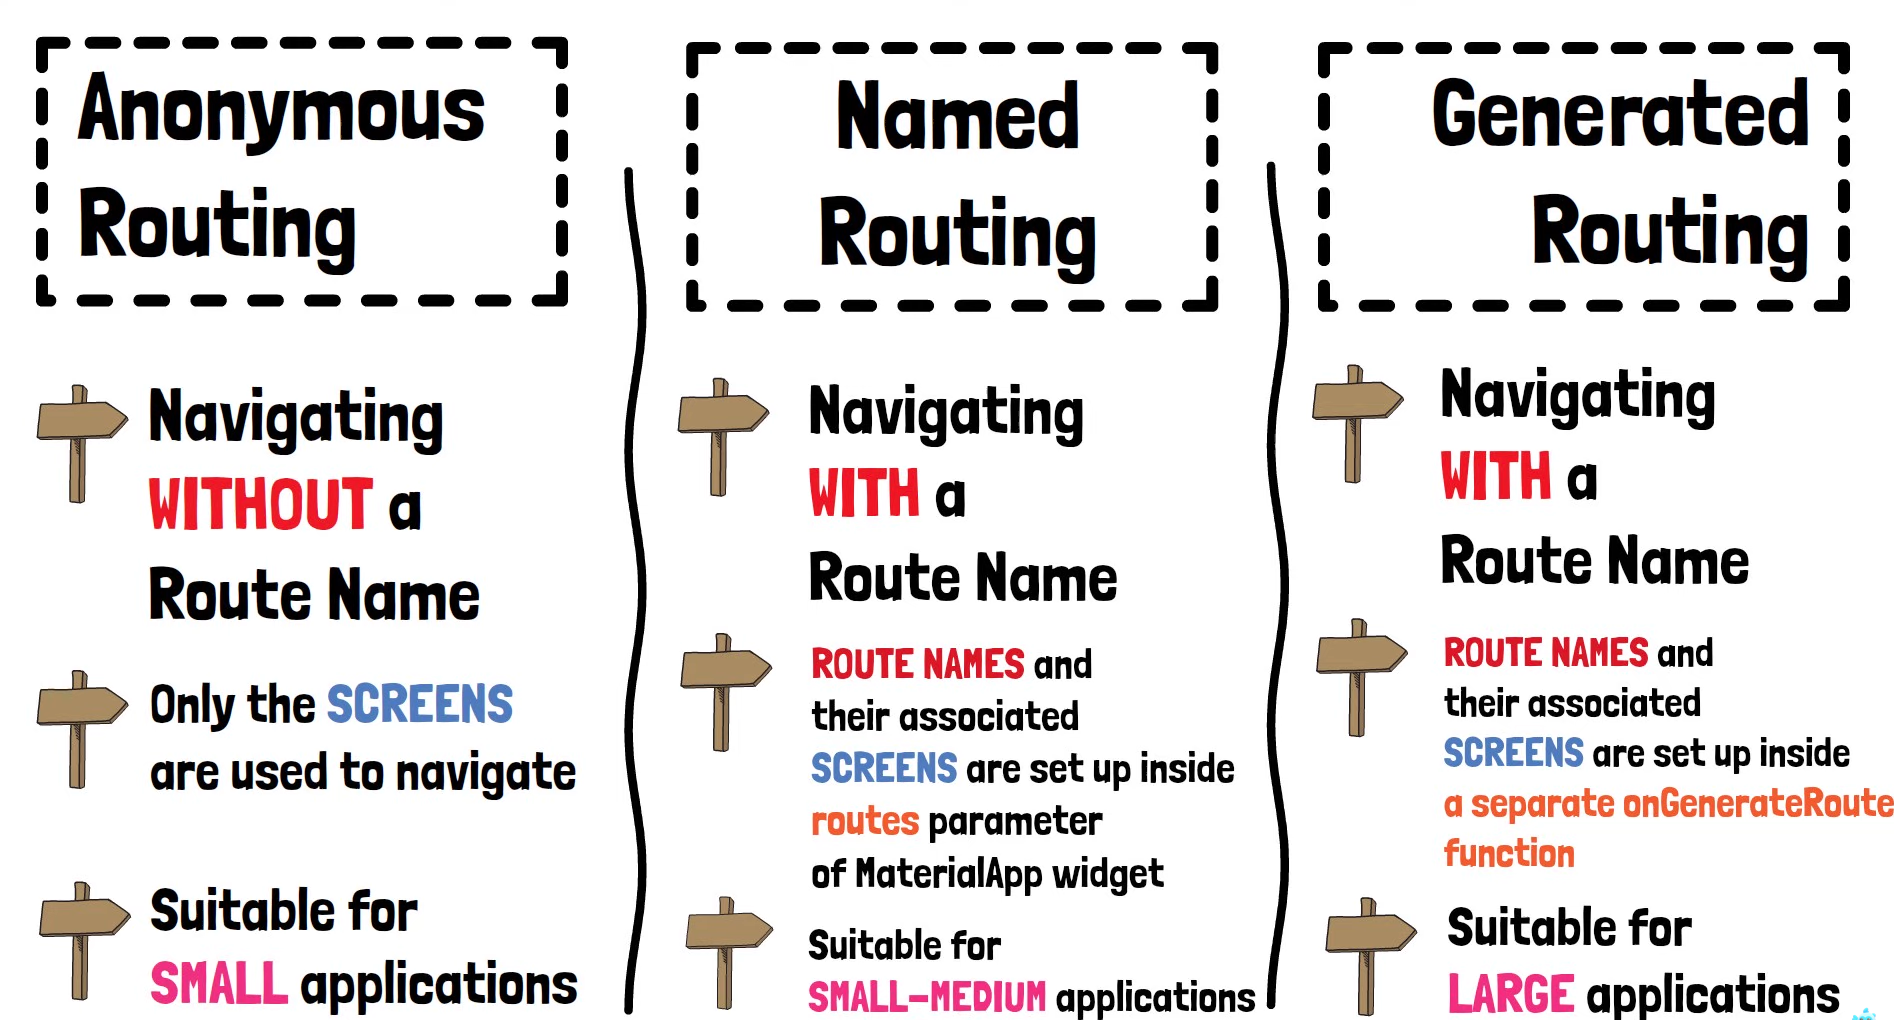 Anonymous
Routing
Navigating
WITHOUT a
Route Name
Only the SCREENS
are used to navigate
Suitable for
SMALL applications
Named
Routing
Navigating
WITH a
Route Name
ROUTE NAMES and
their associated
SCREENS are set up inside
routes parameter
of MaterialApp widget
Suitable for
SMALL-MEDIUM applications
Generated
Routing
Navigating
WITH a
Route Name
ROUTE NAMES and
their associated
SCREENS are set up inside
a separate onGenerateRoute
function
Suitable for
LARGE applications